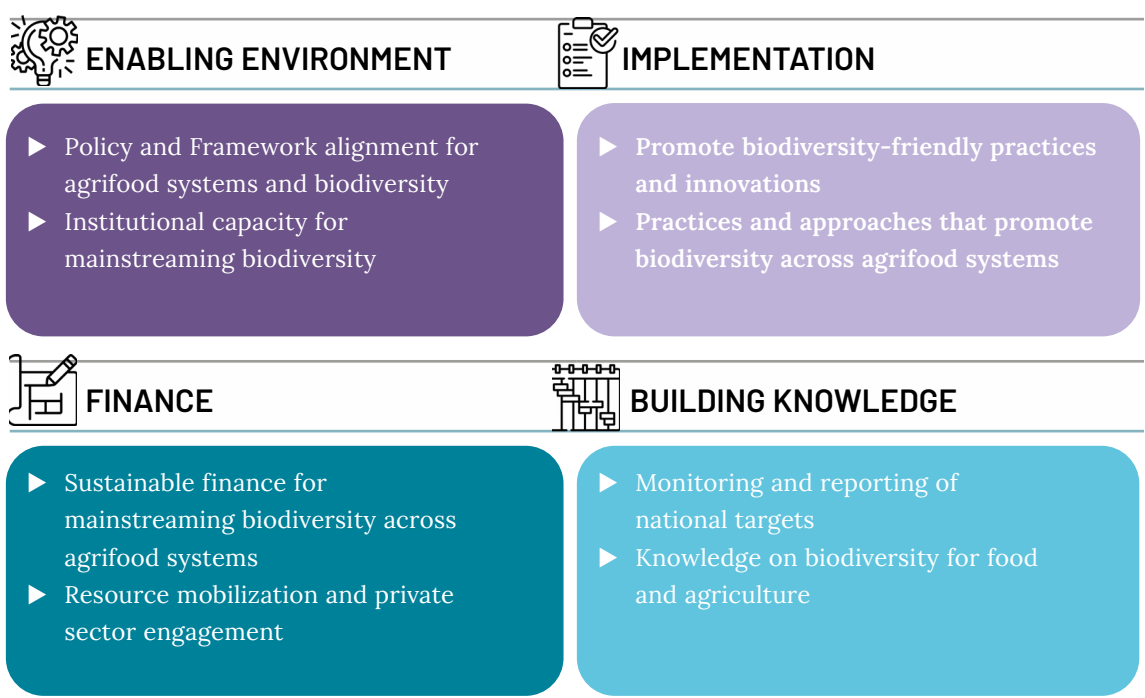 ENABLING ENVIRONMENT
▶ Policy and Framework alignment for
agrifood systems and biodiversity
▶ Institutional capacity for
mainstreaming biodiversity
IMPLEMENTATION
▶ Promote biodiversity-friendly practices
and innovations
▶ Practices and approaches that promote
biodiversity across agrifood systems
FINANCE
▶ Sustainable finance for
mainstreaming biodiversity across
agrifood systems
▶ Resource mobilization and private
sector engagement
BUILDING KNOWLEDGE
▶ Monitoring and reporting of
national targets
▶ Knowledge on biodiversity for food
and agriculture